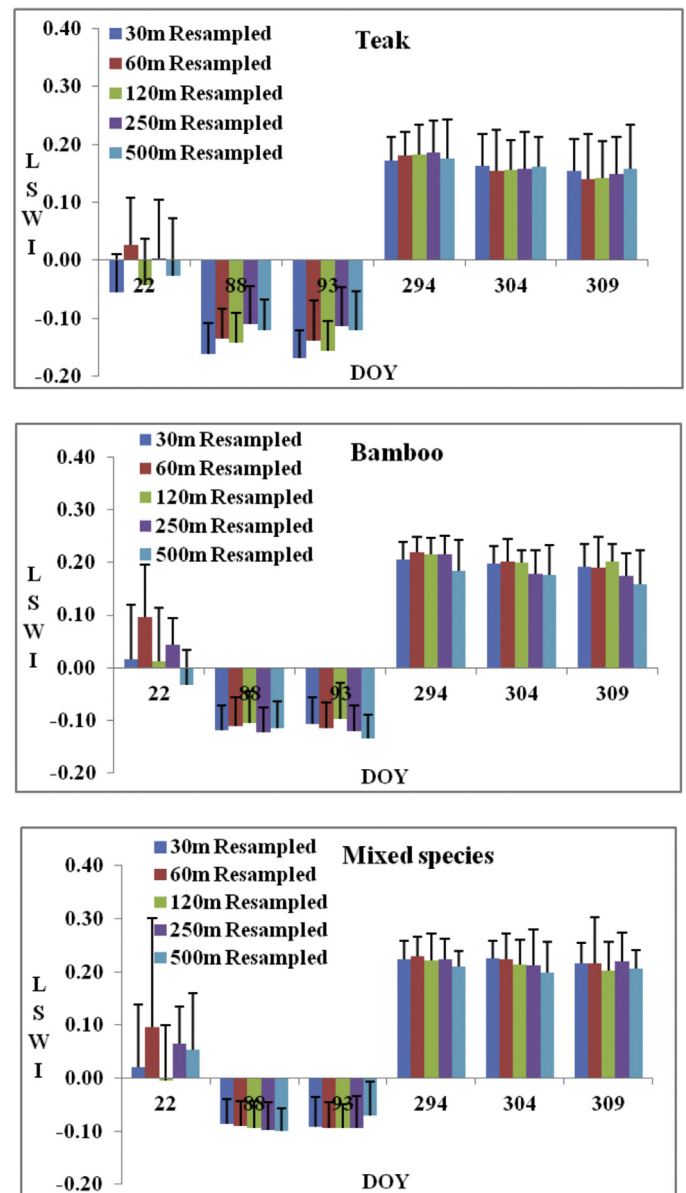 Teak
30m Resampled
60m Resampled
120m Resampled
250m Resampled
500m Resampled
0.40
0.30
0.20
0.10
0.00
-0.10
-0.20
L
S
W
I
22 88 93 294 304 309
DOY
Bamboo
30m Resampled
60m Resampled
120m Resampled
250m Resampled
500m Resampled
0.40
0.30
0.20
0.10
0.00
-0.10
-0.20
L
S
W
I
22 88 93 294 304 309
DOY
Mixed species
30m Resampled
60m Resampled
120m Resampled
250m Resampled
500m Resampled
0.40
0.30
0.20
0.10
0.00
-0.10
-0.20
L
S
W
I
22 88 93 294 304 309
DOY